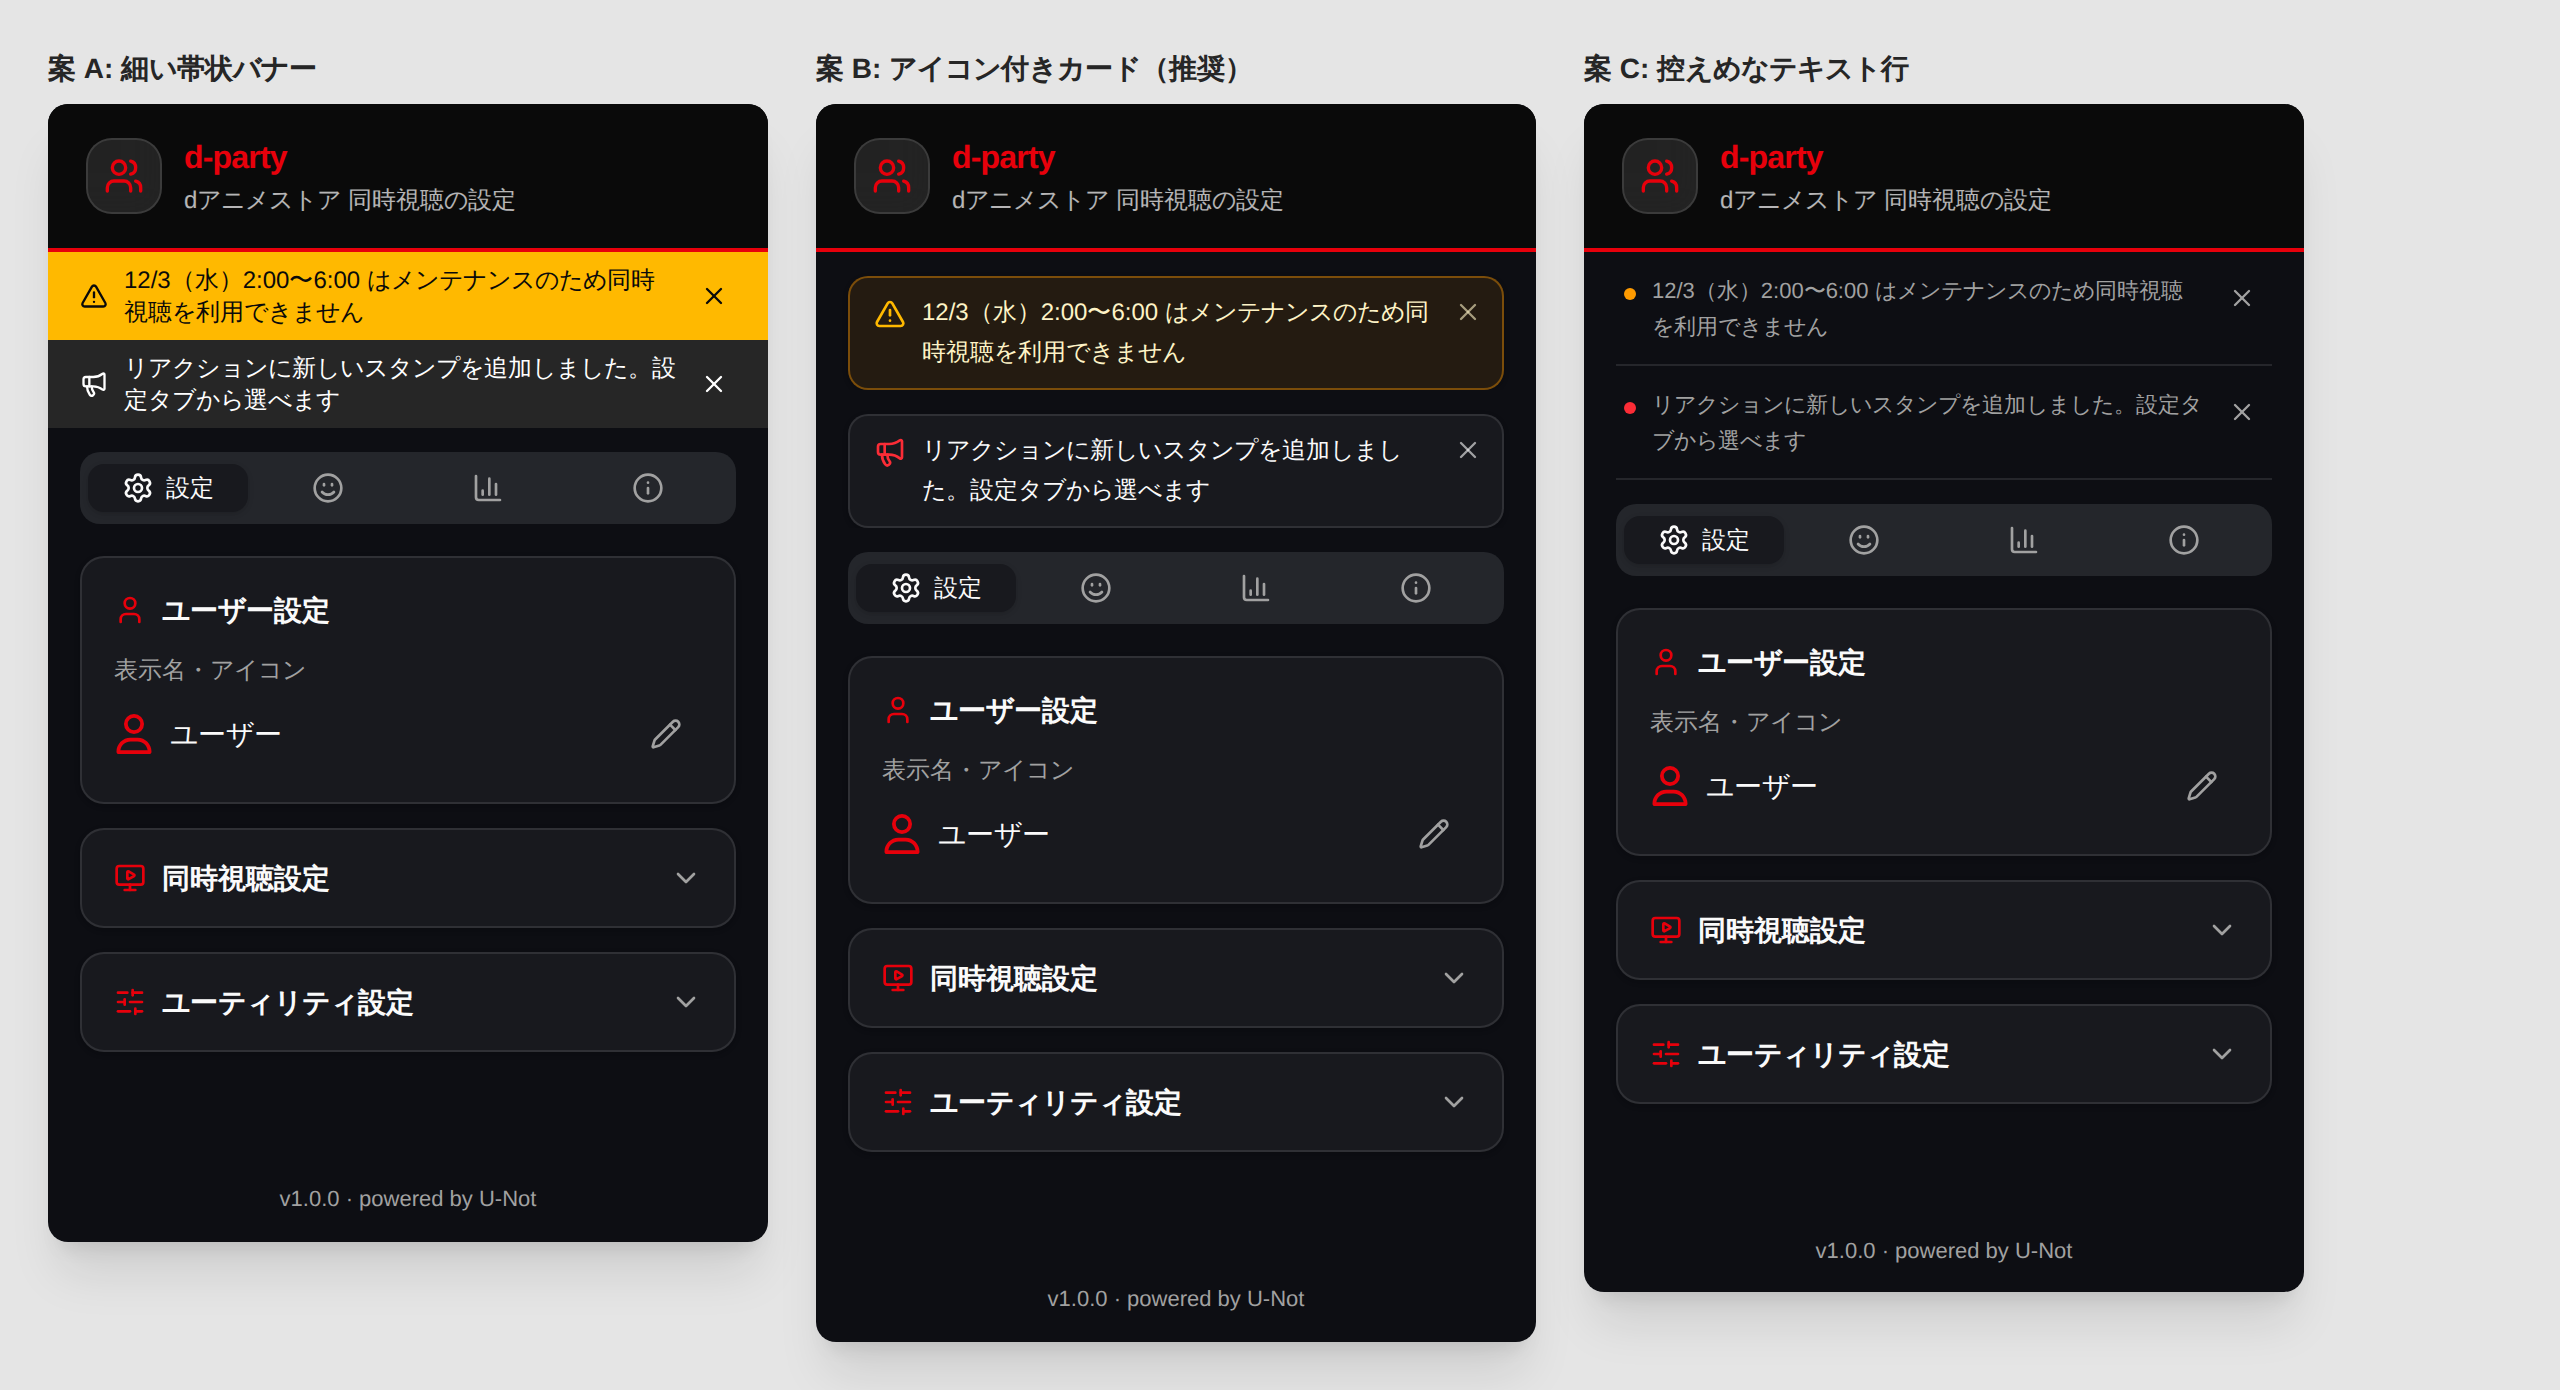 案 A: 細い帯状バナー
d-party
dアニメストア 同時視聴の設定
12/3（水）2:00〜6:00 はメンテナンスのため同時
視聴を利用できません
リアクションに新しいスタンプを追加しました。設
定タブから選べます
設定
ユーザー設定
表示名・アイコン
ユーザー
同時視聴設定
ユーティリティ設定
v1.0.0 · powered by U-Not
案 B: アイコン付きカード（推奨）
d-party
dアニメストア 同時視聴の設定
12/3（水）2:00〜6:00 はメンテナンスのため同
時視聴を利用できません
リアクションに新しいスタンプを追加しまし
た。設定タブから選べます
設定
ユーザー設定
表示名・アイコン
ユーザー
同時視聴設定
ユーティリティ設定
v1.0.0 · powered by U-Not
案 C: 控えめなテキスト行
d-party
dアニメストア 同時視聴の設定
12/3（水）2:00〜6:00 はメンテナンスのため同時視聴
を利用できません
リアクションに新しいスタンプを追加しました。設定タ
ブから選べます
設定
ユーザー設定
表示名・アイコン
ユーザー
同時視聴設定
ユーティリティ設定
v1.0.0 · powered by U-Not